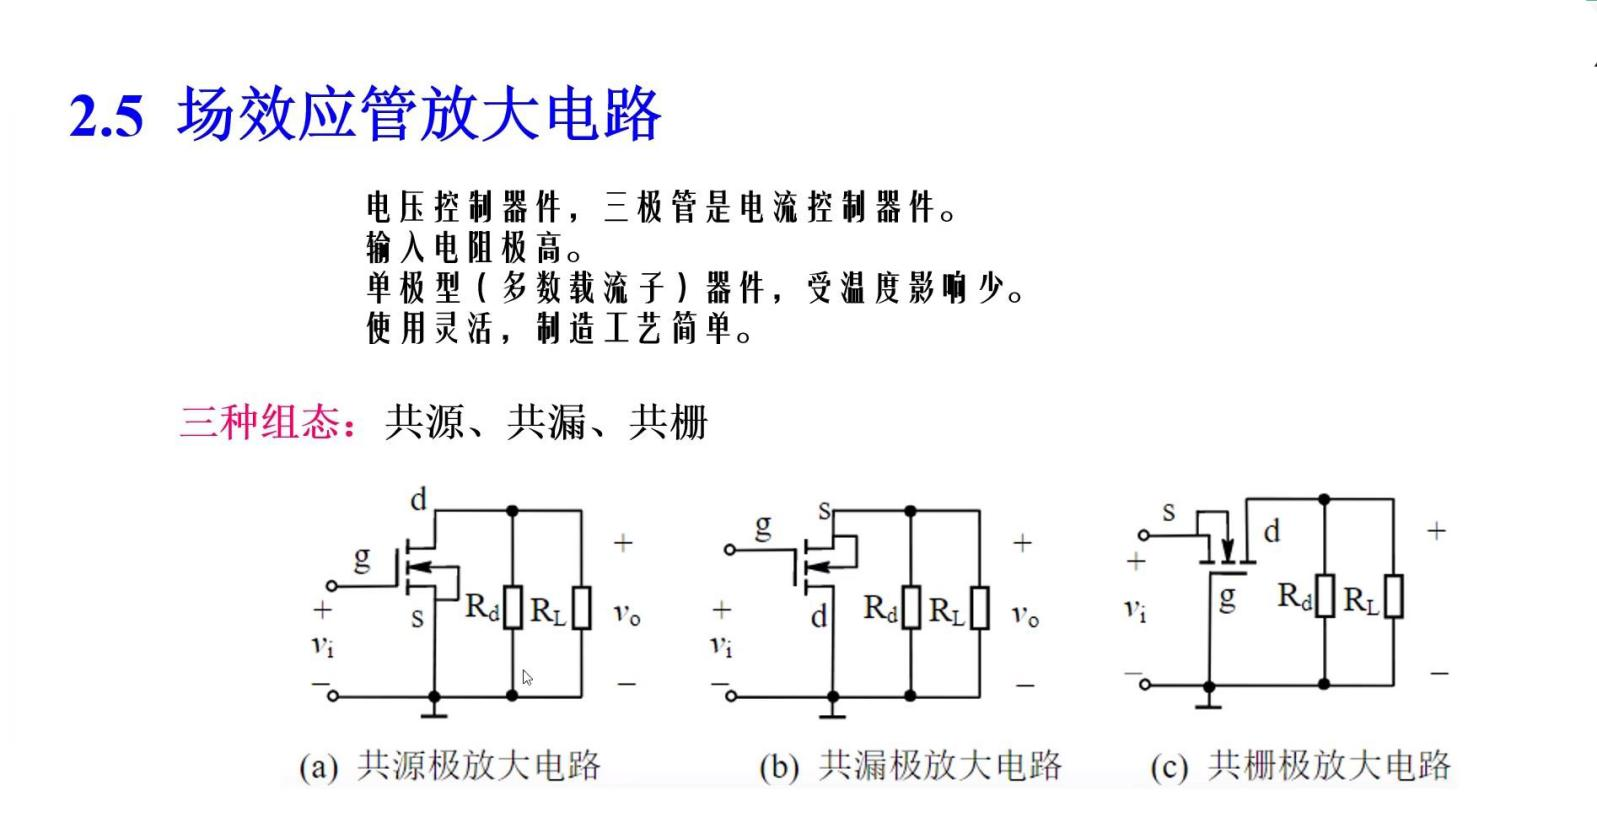 2.5 场效应管放大电路
电压控制器件，三极管是电流控制器件。
输入电阻极高。
单极型（多数载流子）器件，受温度影响少。
使用灵活，制造工艺简单。
三种组态：共源、共漏、共栅
d
g
s
+
vi
−
Rd
RL
+
vo
−
(a) 共源极放大电路
s
g
d
+
vi
−
Rd
RL
+
vo
−
(b) 共漏极放大电路
s
d
g
+
vi
−
Rd
RL
+
−
(c) 共栅极放大电路